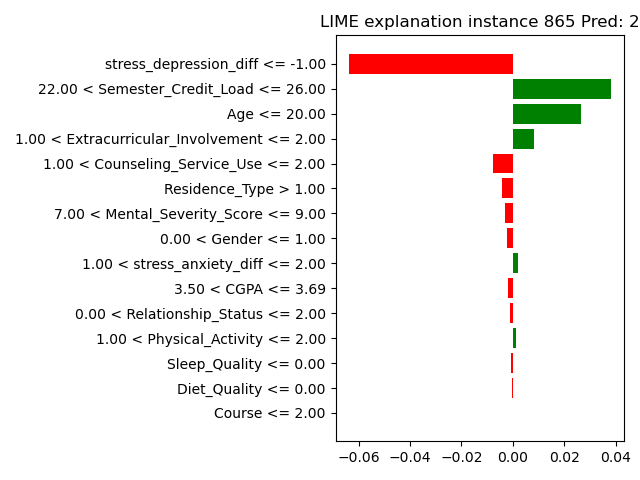 LIME explanation instance 865 Pred: 2
stress_depression_diff <= -1.00
22.00 < Semester_Credit_Load <= 26.00
Age <= 20.00
1.00 < Extracurricular_Involvement <= 2.00
1.00 < Counseling_Service_Use <= 2.00
Residence_Type > 1.00
7.00 < Mental_Severity_Score <= 9.00
0.00 < Gender <= 1.00
1.00 < stress_anxiety_diff <= 2.00
3.50 < CGPA <= 3.69
0.00 < Relationship_Status <= 2.00
1.00 < Physical_Activity <= 2.00
Sleep_Quality <= 0.00
Diet_Quality <= 0.00
Course <= 2.00
−0.06 −0.04 −0.02 0.00 0.02 0.04